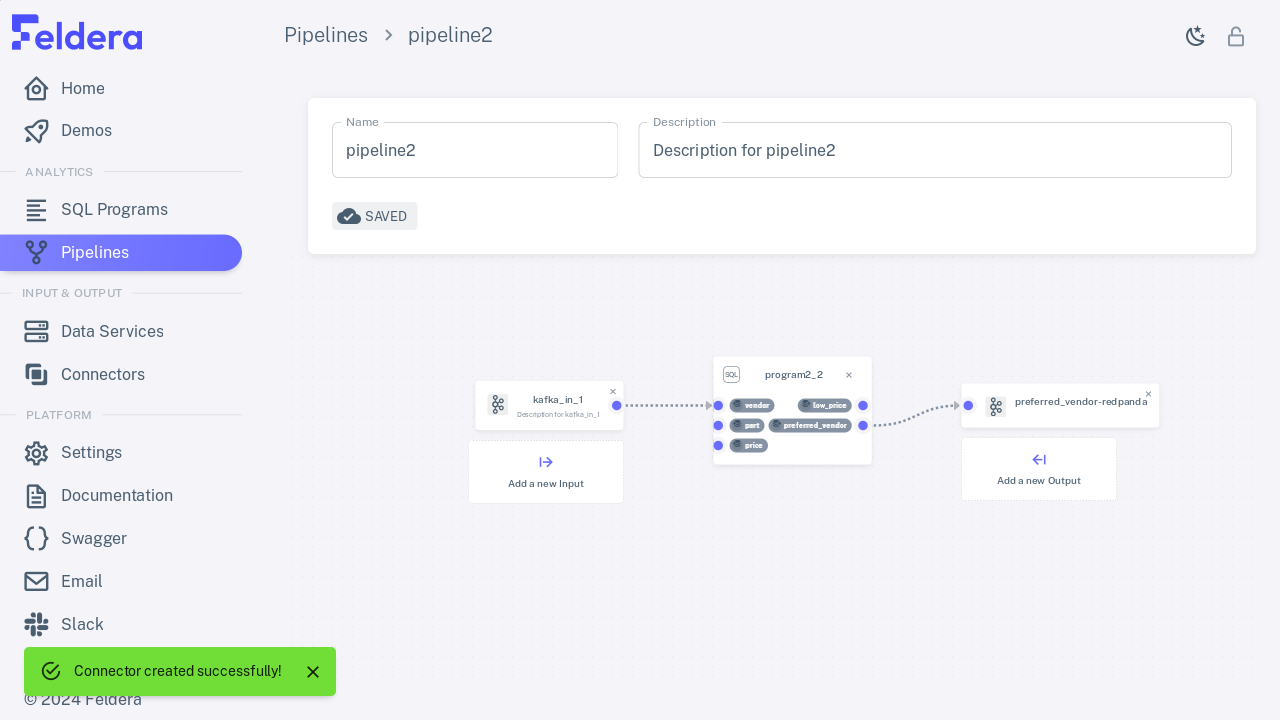 Feldera
Pipelines > pipeline2
Home
Demos
ANALYTICS
SQL Programs
Pipelines
INPUT & OUTPUT
Data Services
Connectors
PLATFORM
Settings
Documentation
Swagger
Email
Slack
Connector created successfully!
© 2024 Feldera
Name
pipeline2
Description
Description for pipeline2
SAVED
kafka_in_1
Description for kafka_in_1
Add a new Input
SQL
program2_2
vendor
low_price
part
preferred_vendor
price
preferred_vendor-redpanda
Add a new Output